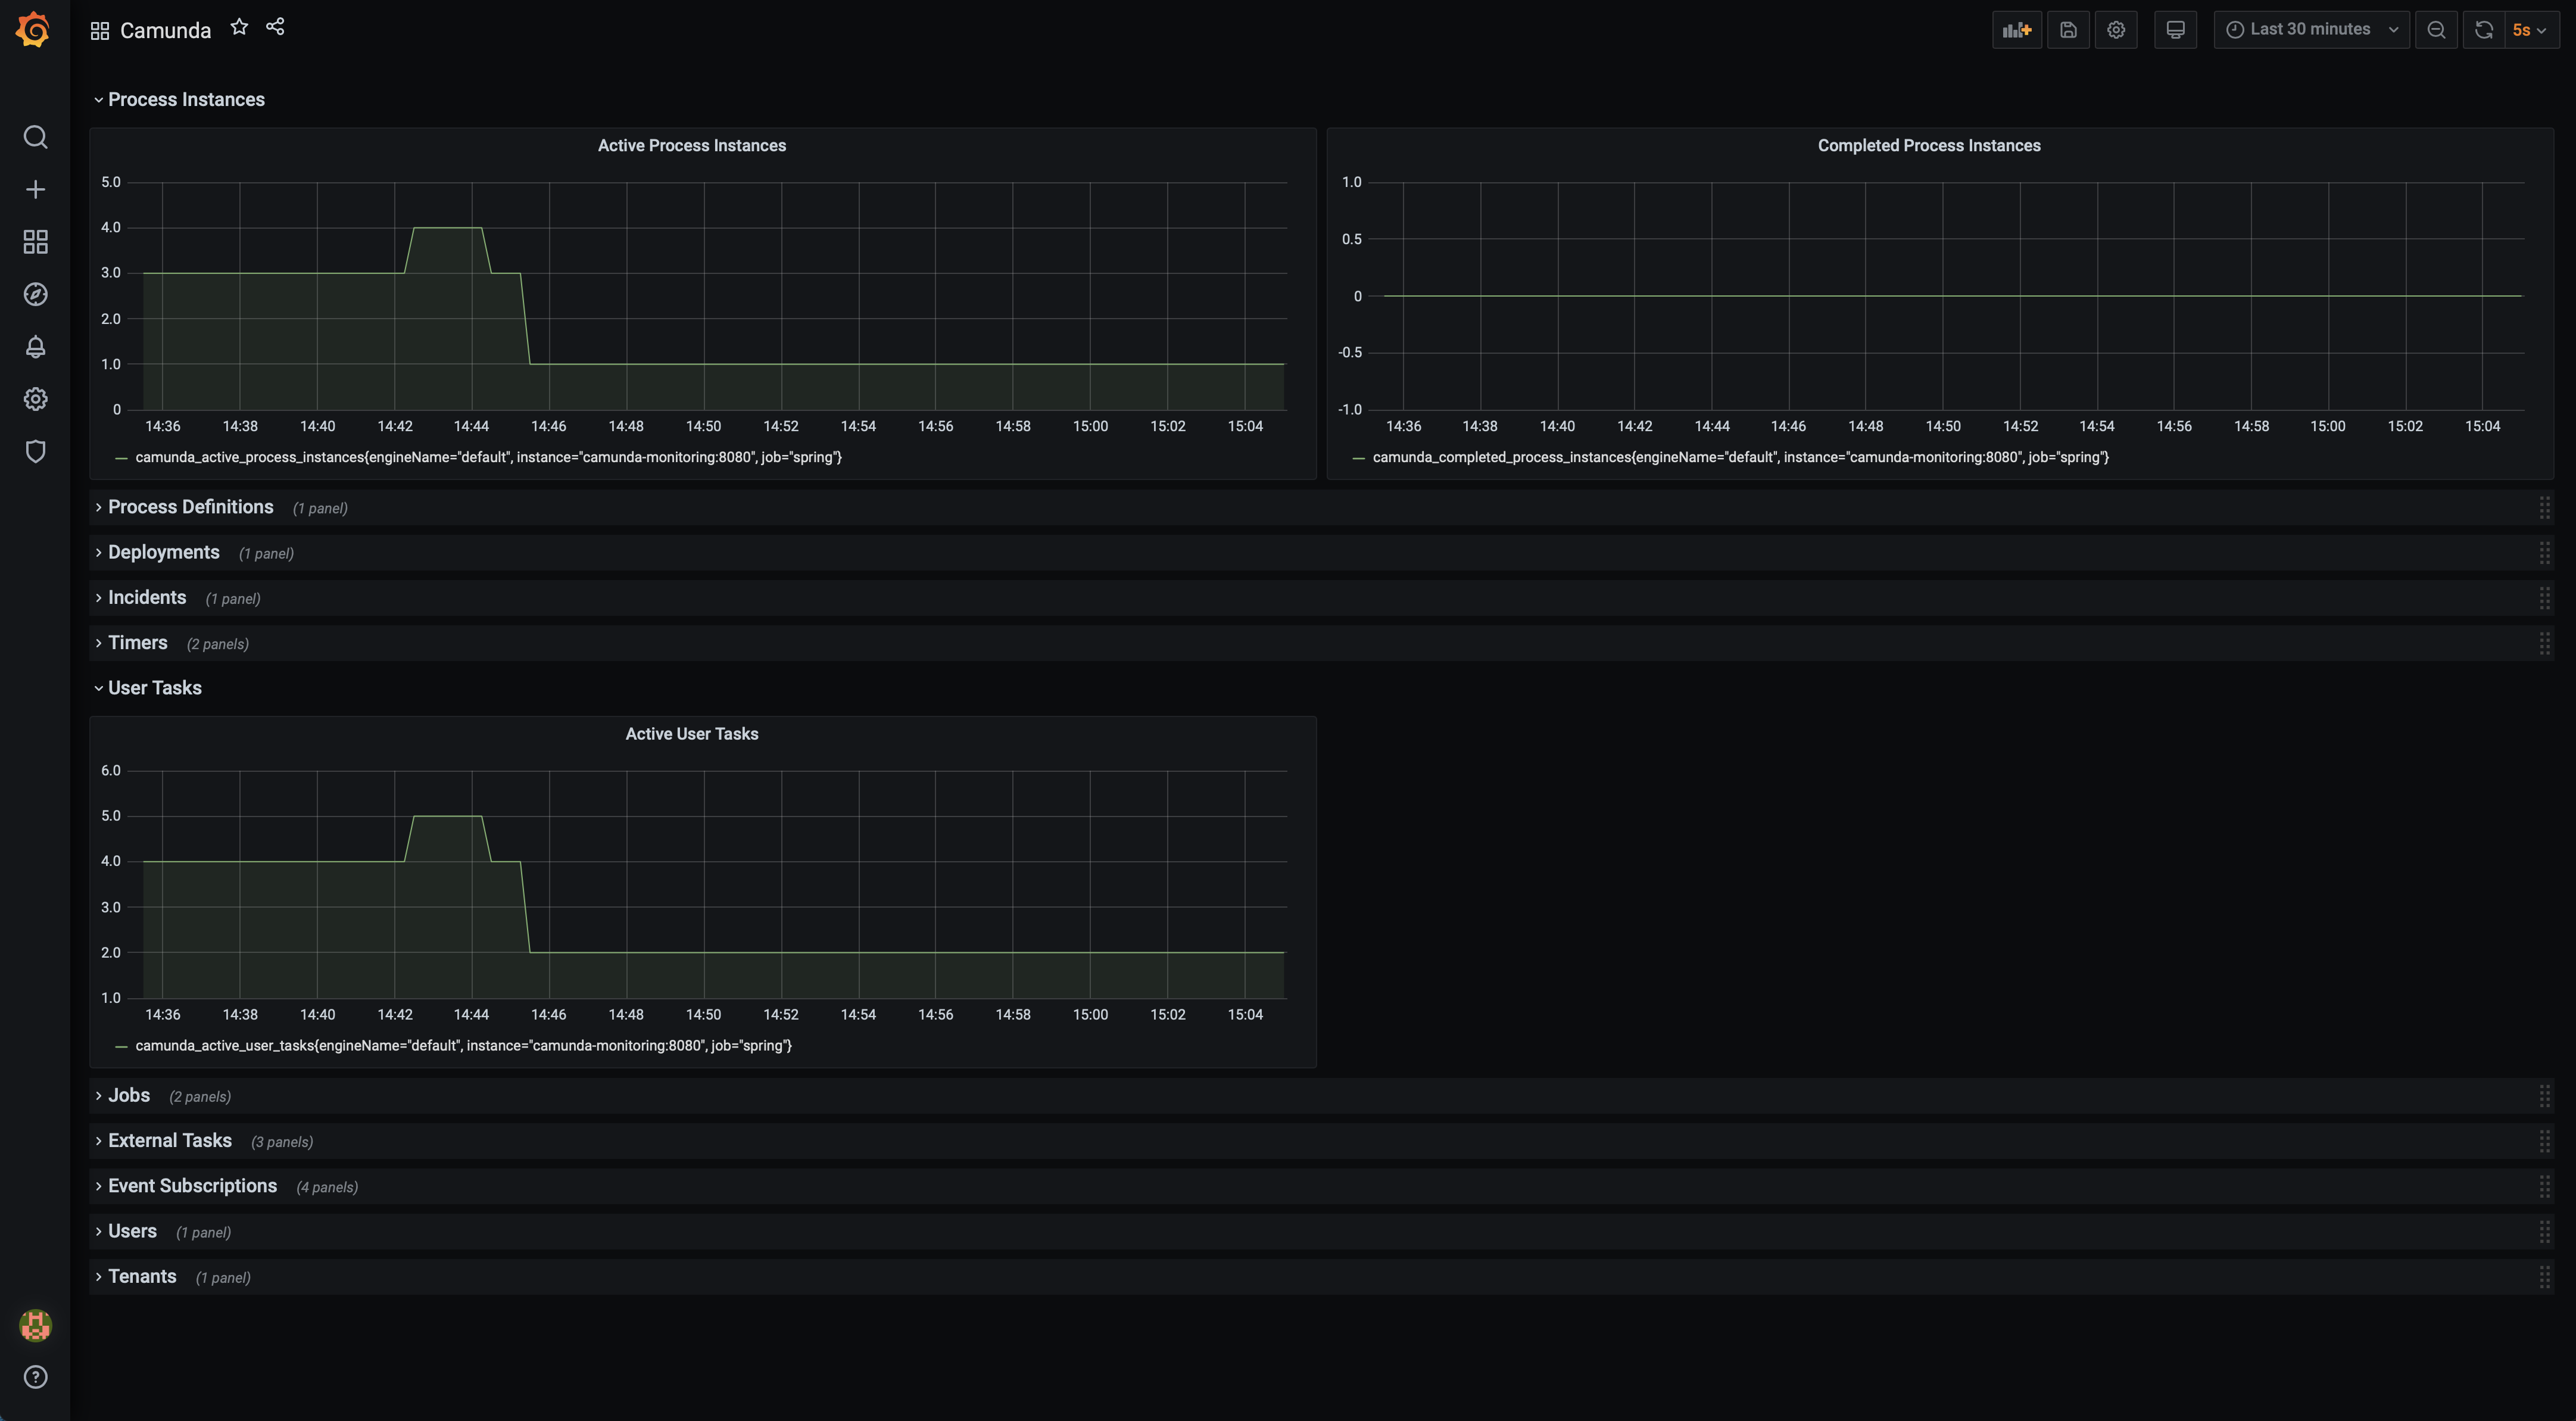 Camunda
Last 30 minutes
5s
Process Instances
Active Process Instances
5.0
4.0
3.0
2.0
1.0
0
14:36 14:38 14:40 14:42 14:44 14:46 14:48 14:50 14:52 14:54 14:56 14:58 15:00 15:02 15:04
camunda_active_process_instances{engineName="default", instance="camunda-monitoring:8080", job="spring"}
Completed Process Instances
1.0
0.5
0
-0.5
-1.0
14:36 14:38 14:40 14:42 14:44 14:46 14:48 14:50 14:52 14:54 14:56 14:58 15:00 15:02 15:04
camunda_completed_process_instances{engineName="default", instance="camunda-monitoring:8080", job="spring"}
Process Definitions (1 panel)
Deployments (1 panel)
Incidents (1 panel)
Timers (2 panels)
User Tasks
Active User Tasks
6.0
5.0
4.0
3.0
2.0
1.0
14:36 14:38 14:40 14:42 14:44 14:46 14:48 14:50 14:52 14:54 14:56 14:58 15:00 15:02 15:04
camunda_active_user_tasks{engineName="default", instance="camunda-monitoring:8080", job="spring"}
Jobs (2 panels)
External Tasks (3 panels)
Event Subscriptions (4 panels)
Users (1 panel)
Tenants (1 panel)